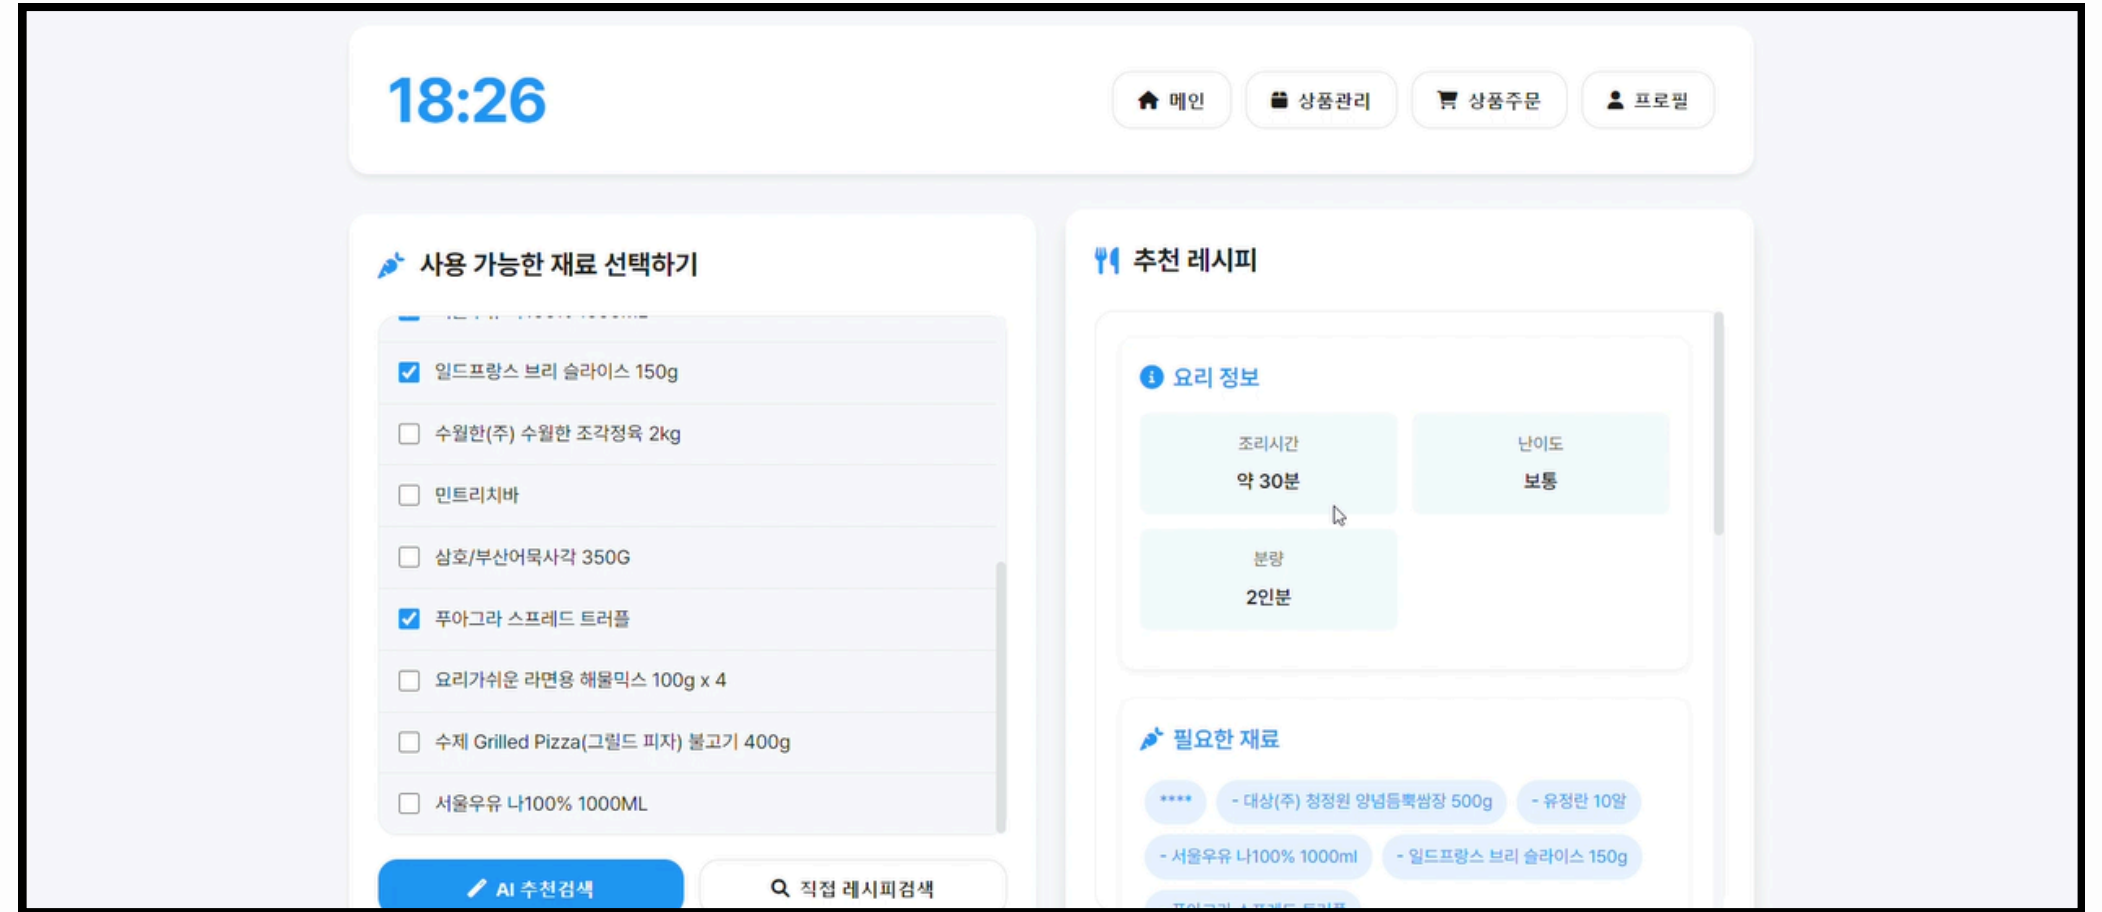 18:26
메인
상품관리
상품주문
프로필
사용 가능한 재료 선택하기
일드프랑스 브리 슬라이스 150g
수월한(주) 수월한 조각정육 2kg
민트리치바
삼호/부산어묵사각 350G
푸아그라 스프레드 트러플
요리가쉬운 라면용 해물믹스 100g x 4
수제 Grilled Pizza(그릴드 피자) 불고기 400g
서울우유 나100% 1000ML
AI 추천검색
직접 레시피검색
추천 레시피
요리 정보
조리시간
약 30분
난이도
보통
분량
2인분
필요한 재료
****
- 대상(주) 청정원 양념듬뿍쌈장 500g
- 유정란 10알
- 서울우유 나100% 1000ml
- 일드프랑스 브리 슬라이스 150g